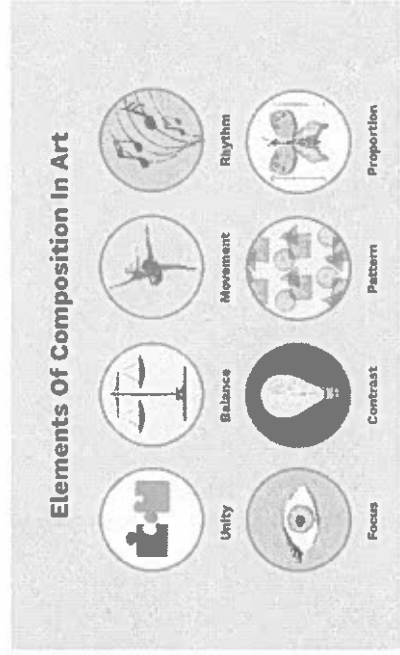 Elements Of Composition In Art
Unity Balance Movement Rhythm
Focus Contrast Pattern Proportion